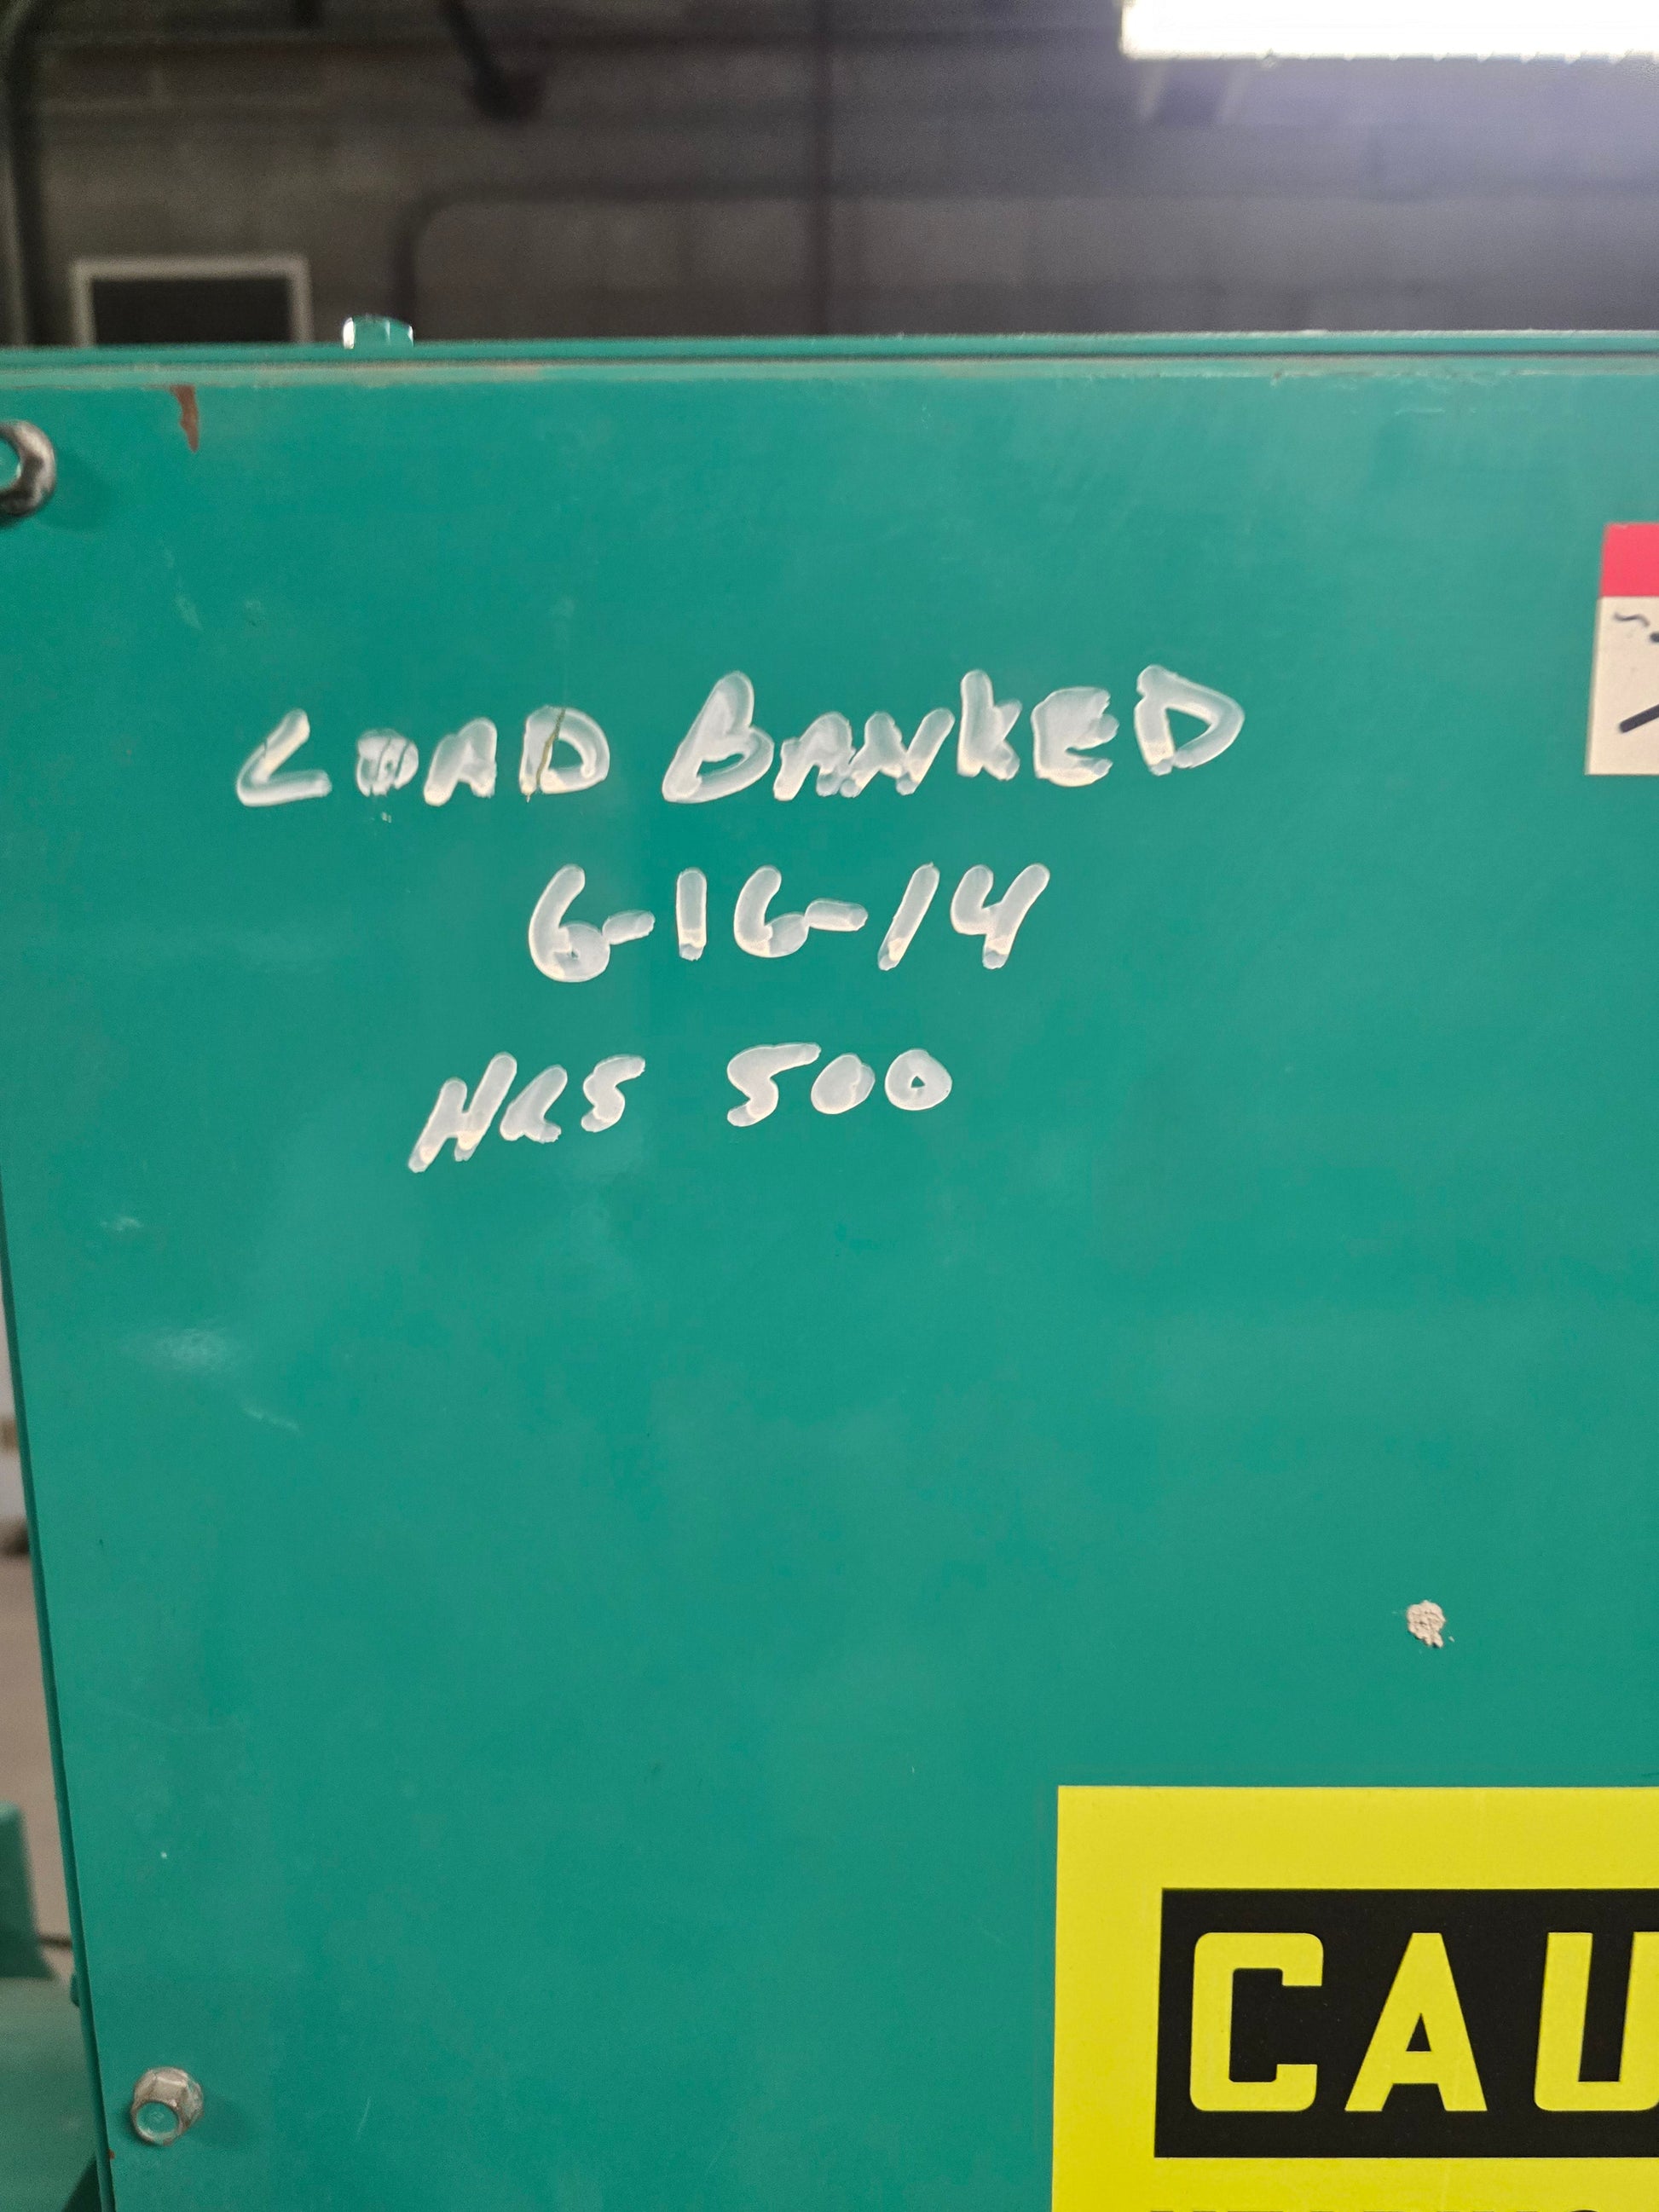 LOAD BANKED
6-16-14
HRS 500
CAU